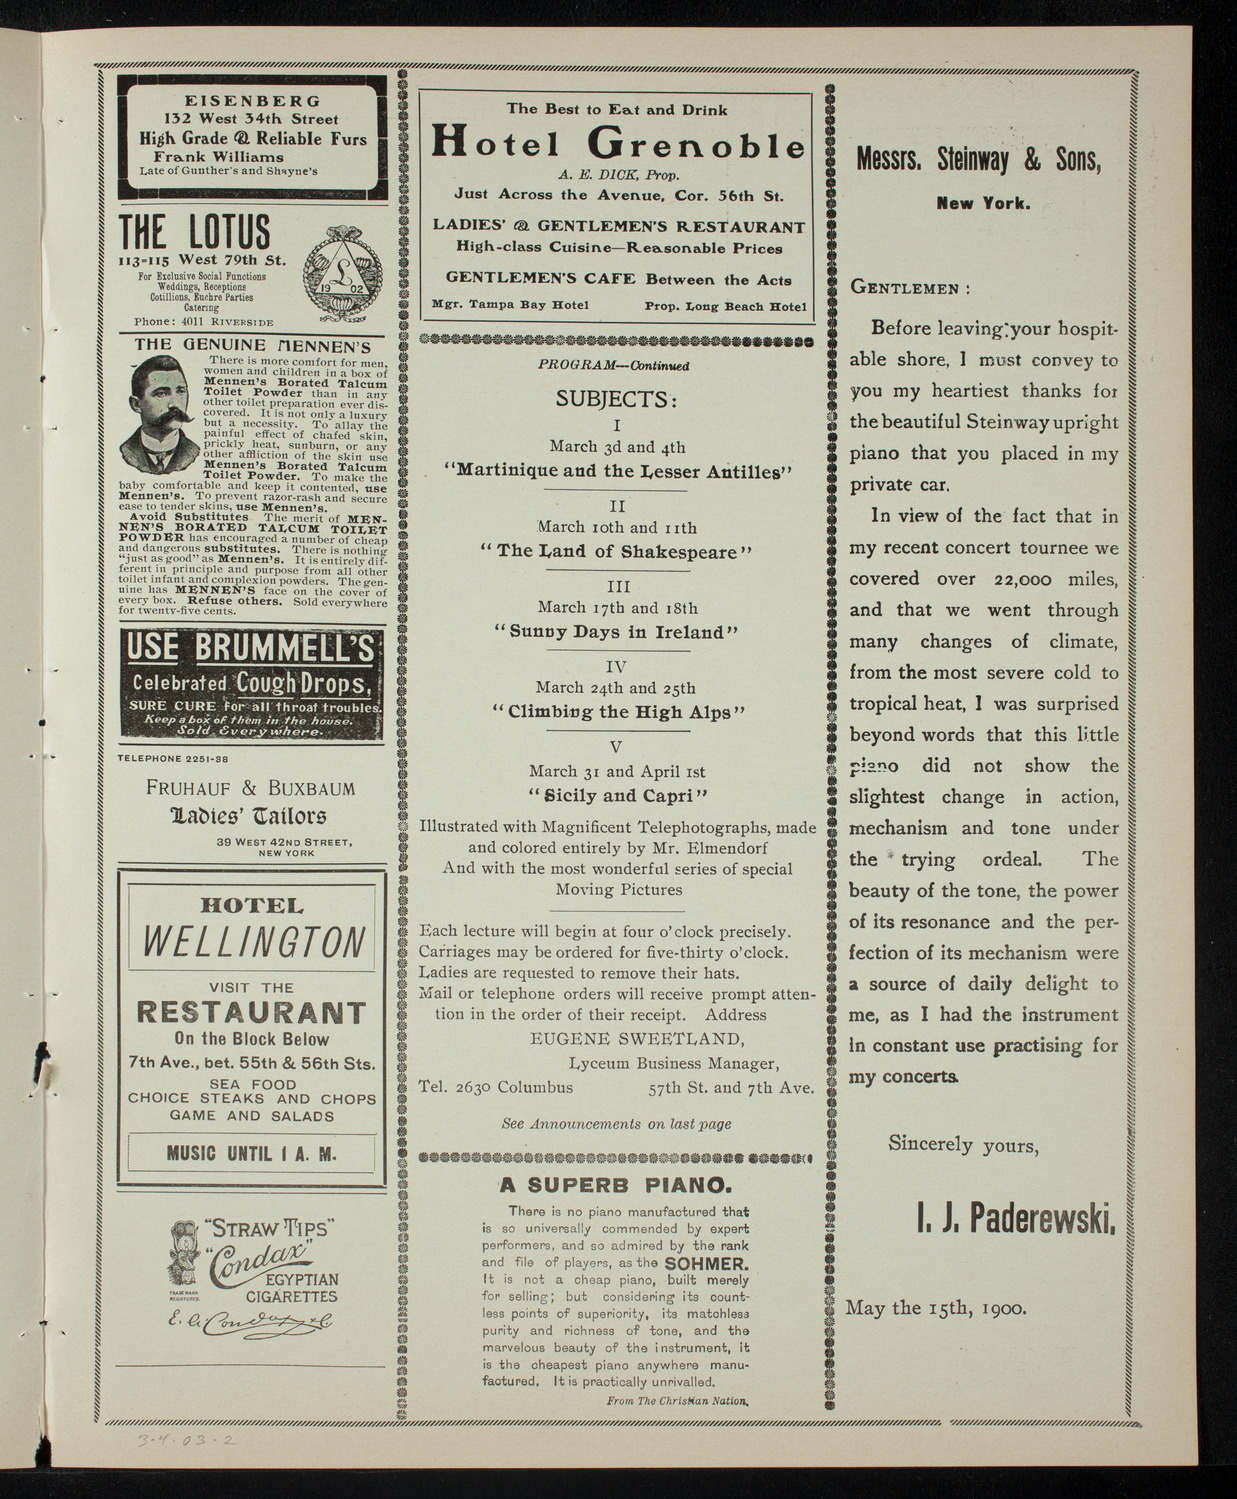 EISENBERG
132 West 34th Street
High Grade & Reliable Furs
Frank Williams
Late of Gunther's and Shayne's
THE LOTUS
113-115 West 79th St.
For Exclusive Social Functions
Weddings, Receptions
Cotillions, Euchre Parties
Catering
Phone: 4011 RIVERSIDE
L
19 02
THE GENUINE MENNEN'S
There is more comfort for men,
women and children in a box of
Mennen's Borated Talcum
Toilet Powder than in any
other toilet preparation ever dis-
covered. It is not only a luxury
but a necessity. To allay the
painful effect of chafed skin,
prickly heat, sunburn, or any
other affliction of the skin use
Mennen's Borated Talcum
Toilet Powder. To make the
baby comfortable and keep it contented, use
Mennen's. To prevent razor-rash and secure
ease to tender skins, use Mennen's.
Avoid Substitutes The merit of MEN-
NEN'S BORATED TALCUM TOILET
POWDER has encouraged a number of cheap
and dangerous substitutes. There is nothing
"just as good" as Mennen's. It is entirely dif-
ferent in principle and purpose from all other
toilet infant and complexion powders. The gen-
uine has MENNEN'S face on the cover of
every box. Refuse others. Sold everywhere
for twenty-five cents.
USE BRUMMELL'S
Celebrated Cough Drops,
SURE CURE for all throat troubles.
Keep a box of them in the house.
Sold Everywhere.
TELEPHONE 2251-38
FRUHAUF & BUXBAUM
Ladies' Tailors
39 WEST 42ND STREET,
NEW YORK
HOTEL
WELLINGTON
VISIT THE
RESTAURANT
On the Block Below
7th Ave., bet. 55th & 56th Sts.
SEA FOOD
CHOICE STEAKS AND CHOPS
GAME AND SALADS
MUSIC UNTIL 1 A. M.
"STRAW TIPS"
"Condax"
EGYPTIAN
CIGARETTES
TRADE MARK
REGISTERED.
E. A. Condax & Co
The Best to Eat and Drink
Hotel Grenoble
A. E. DICK, Prop.
Just Across the Avenue, Cor. 56th St.
LADIES' & GENTLEMEN'S RESTAURANT
High-class Cuisine—Reasonable Prices
GENTLEMEN'S CAFE Between the Acts
Mgr. Tampa Bay Hotel Prop. Long Beach Hotel
PROGRAM—Continued
SUBJECTS:
I
March 3d and 4th
"Martinique and the Lesser Antilles"
II
March 10th and 11th
"The Land of Shakespeare"
III
March 17th and 18th
"Sunny Days in Ireland"
IV
March 24th and 25th
"Climbing the High Alps"
V
March 31 and April 1st
"Sicily and Capri"
Illustrated with Magnificent Telephotographs, made
and colored entirely by Mr. Elmendorf
And with the most wonderful series of special
Moving Pictures
Each lecture will begin at four o'clock precisely.
Carriages may be ordered for five-thirty o'clock.
Ladies are requested to remove their hats.
Mail or telephone orders will receive prompt atten-
tion in the order of their receipt. Address
EUGENE SWEETLAND,
Lyceum Business Manager,
Tel. 2630 Columbus 57th St. and 7th Ave.
See Announcements on last page
A SUPERB PIANO.
There is no piano manufactured that
is so universally commended by expert
performers, and so admired by the rank
and file of players, as the SOHMER.
It is not a cheap piano, built merely
for selling; but considering its count-
less points of superiority, its matchless
purity and richness of tone, and the
marvelous beauty of the instrument, it
is the cheapest piano anywhere manu-
factured. It is practically unrivalled.
From The Christian Nation.
Messrs. Steinway & Sons,
New York.
GENTLEMEN:
Before leaving your hospit-
able shore, I must convey to
you my heartiest thanks for
the beautiful Steinway upright
piano that you placed in my
private car.
In view of the fact that in
my recent concert tournee we
covered over 22,000 miles,
and that we went through
many changes of climate,
from the most severe cold to
tropical heat, I was surprised
beyond words that this little
piano did not show the
slightest change in action,
mechanism and tone under
the trying ordeal. The
beauty of the tone, the power
of its resonance and the per-
fection of its mechanism were
a source of daily delight to
me, as I had the instrument
in constant use practising for
my concerts.
Sincerely yours,
I. J. Paderewski.
May the 15th, 1900.
3-4-03-2